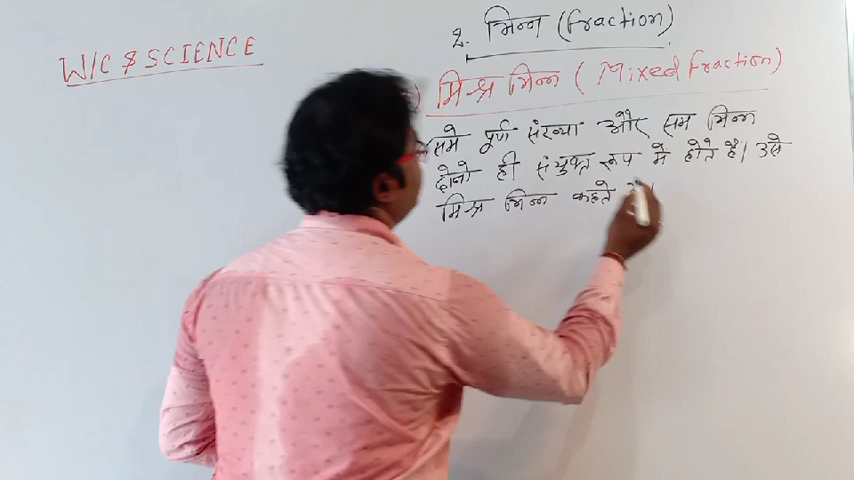 W/C $ SCIENCE
2. भिन्न (Fraction)
) मिश्र भिन्न (Mixed Fraction)
समे पूर्ण संख्या और सम भिन्न
दोनो ही संयुक्त रूप मे होते है। उसे
मिश्र भिन्न कहते